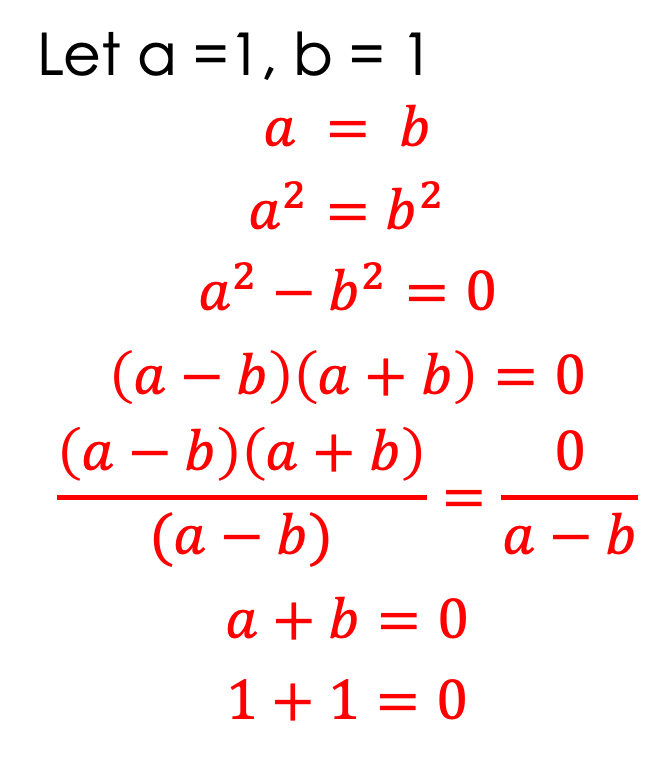 Let a =1, b = 1
a = b
a² = b²
a² − b² = 0
(a − b)(a + b) = 0
(a − b)(a + b) / (a − b) = 0 / a − b
a + b = 0
1 + 1 = 0